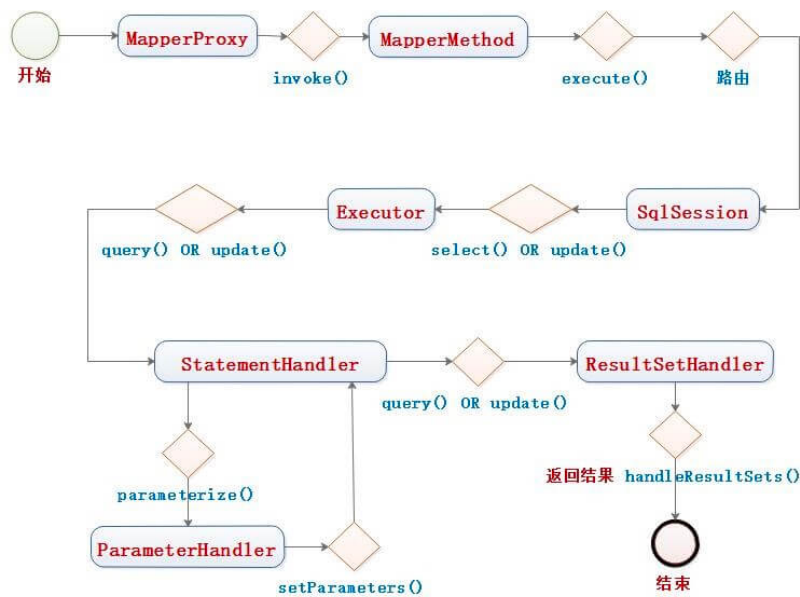 MapperProxy
MapperMethod
开始
invoke()
execute()
路由
Executor
SqlSession
query() OR update()
select() OR update()
StatementHandler
ResultSetHandler
query() OR update()
返回结果 handleResultSets()
parameterize()
ParameterHandler
setParameters()
结束